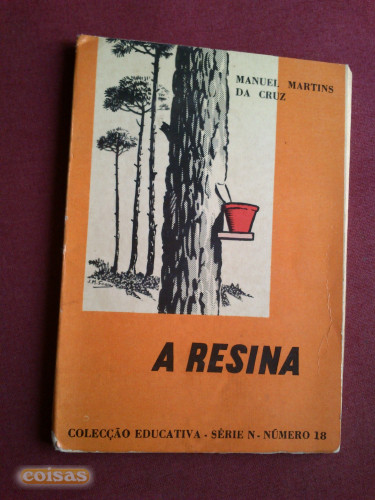 MANUEL MARTINS
DA CRUZ
A RESINA
COLECÇÃO EDUCATIVA - SÉRIE N - NÚMERO 18
coisas